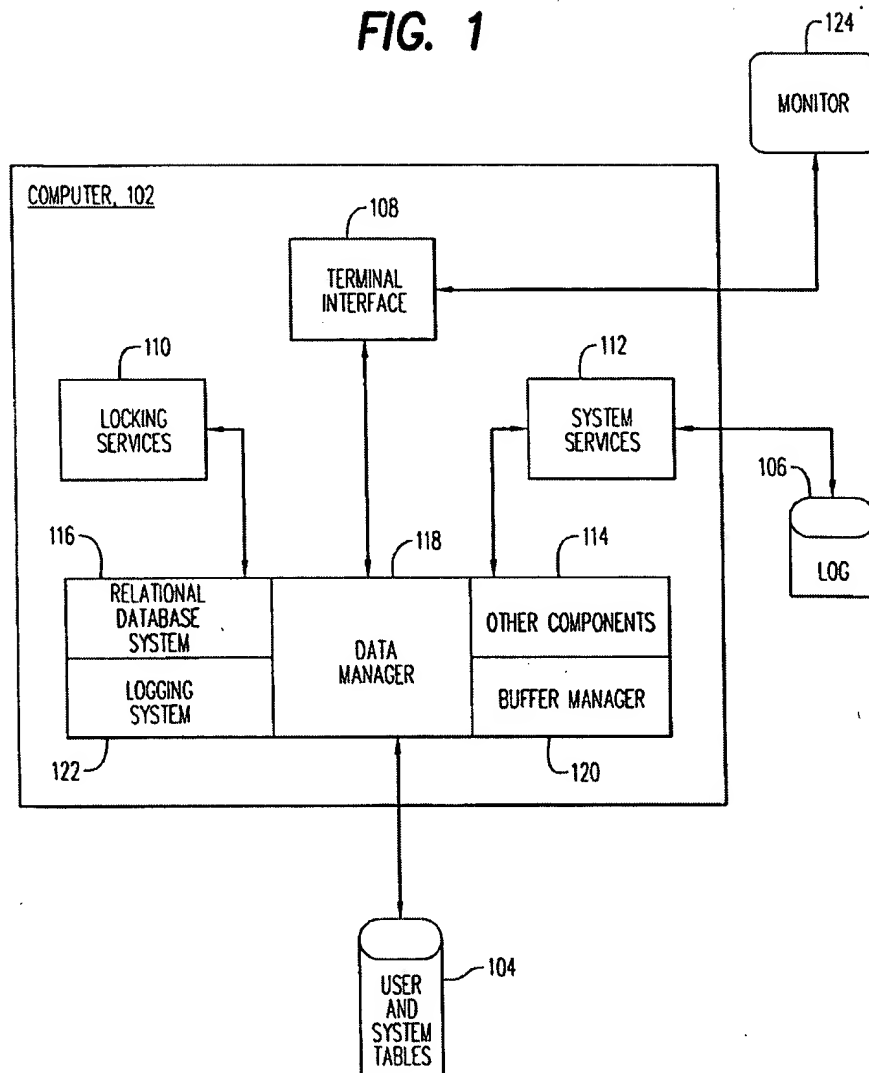 FIG. 1
124
MONITOR
COMPUTER, 102
108
TERMINAL
INTERFACE
110
LOCKING
SERVICES
112
SYSTEM
SERVICES
106
LOG
116
RELATIONAL
DATABASE
SYSTEM
118
DATA
MANAGER
114
OTHER COMPONENTS
LOGGING
SYSTEM
BUFFER MANAGER
122
120
104
USER
AND
SYSTEM
TABLES